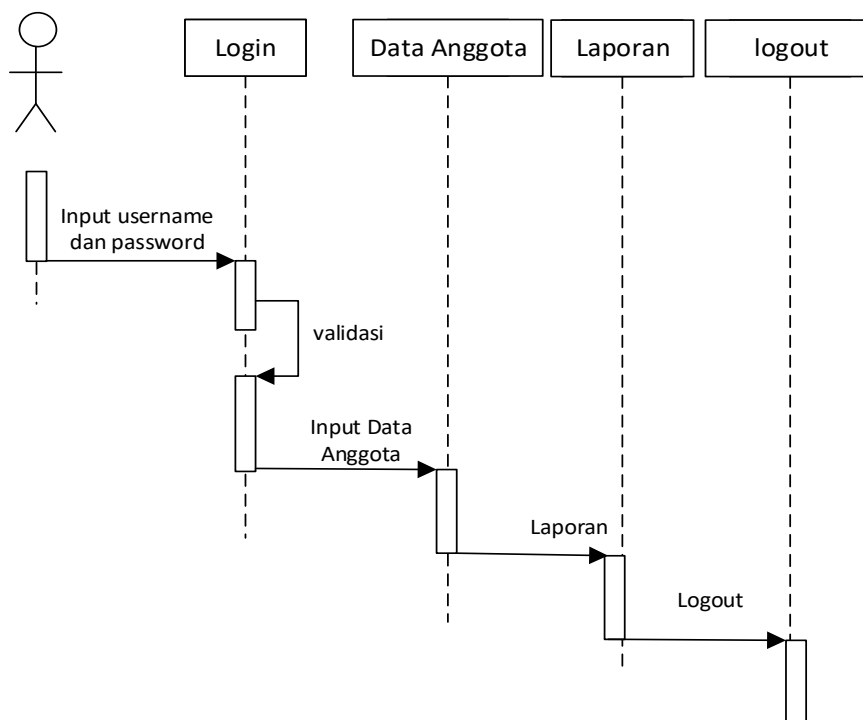 Login
Data Anggota
Laporan
logout
Input username
dan password
validasi
Input Data
Anggota
Laporan
Logout